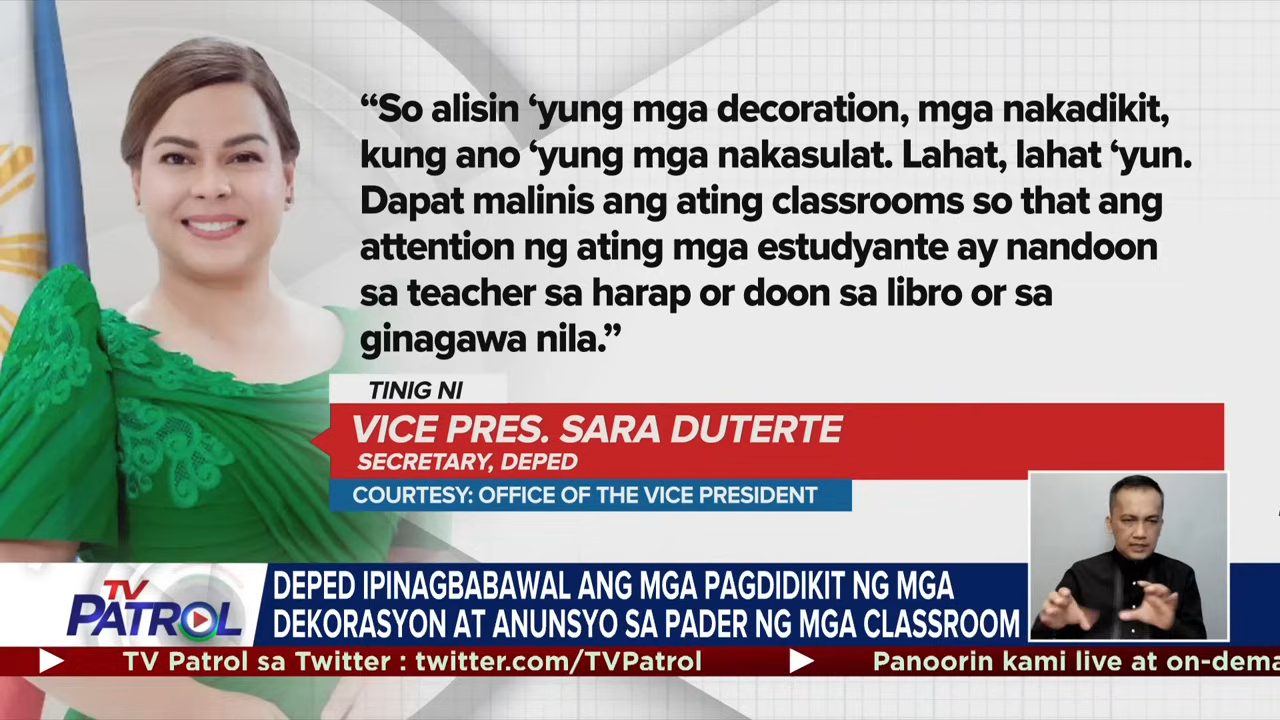 “So alisin ‘yung mga decoration, mga nakadikit,
kung ano ‘yung mga nakasulat. Lahat, lahat ‘yun.
Dapat malinis ang ating classrooms so that ang
attention ng ating mga estudyante ay nandoon
sa teacher sa harap or doon sa libro or sa
ginagawa nila.”
TINIG NI
VICE PRES. SARA DUTERTE
SECRETARY, DEPED
COURTESY: OFFICE OF THE VICE PRESIDENT
TV PATROL
DEPED IPINAGBABAWAL ANG MGA PAGDIDIKIT NG MGA
DEKORASYON AT ANUNSYO SA PADER NG MGA CLASSROOM
TV Patrol sa Twitter : twitter.com/TVPatrol
Panoorin kami live at on-dema